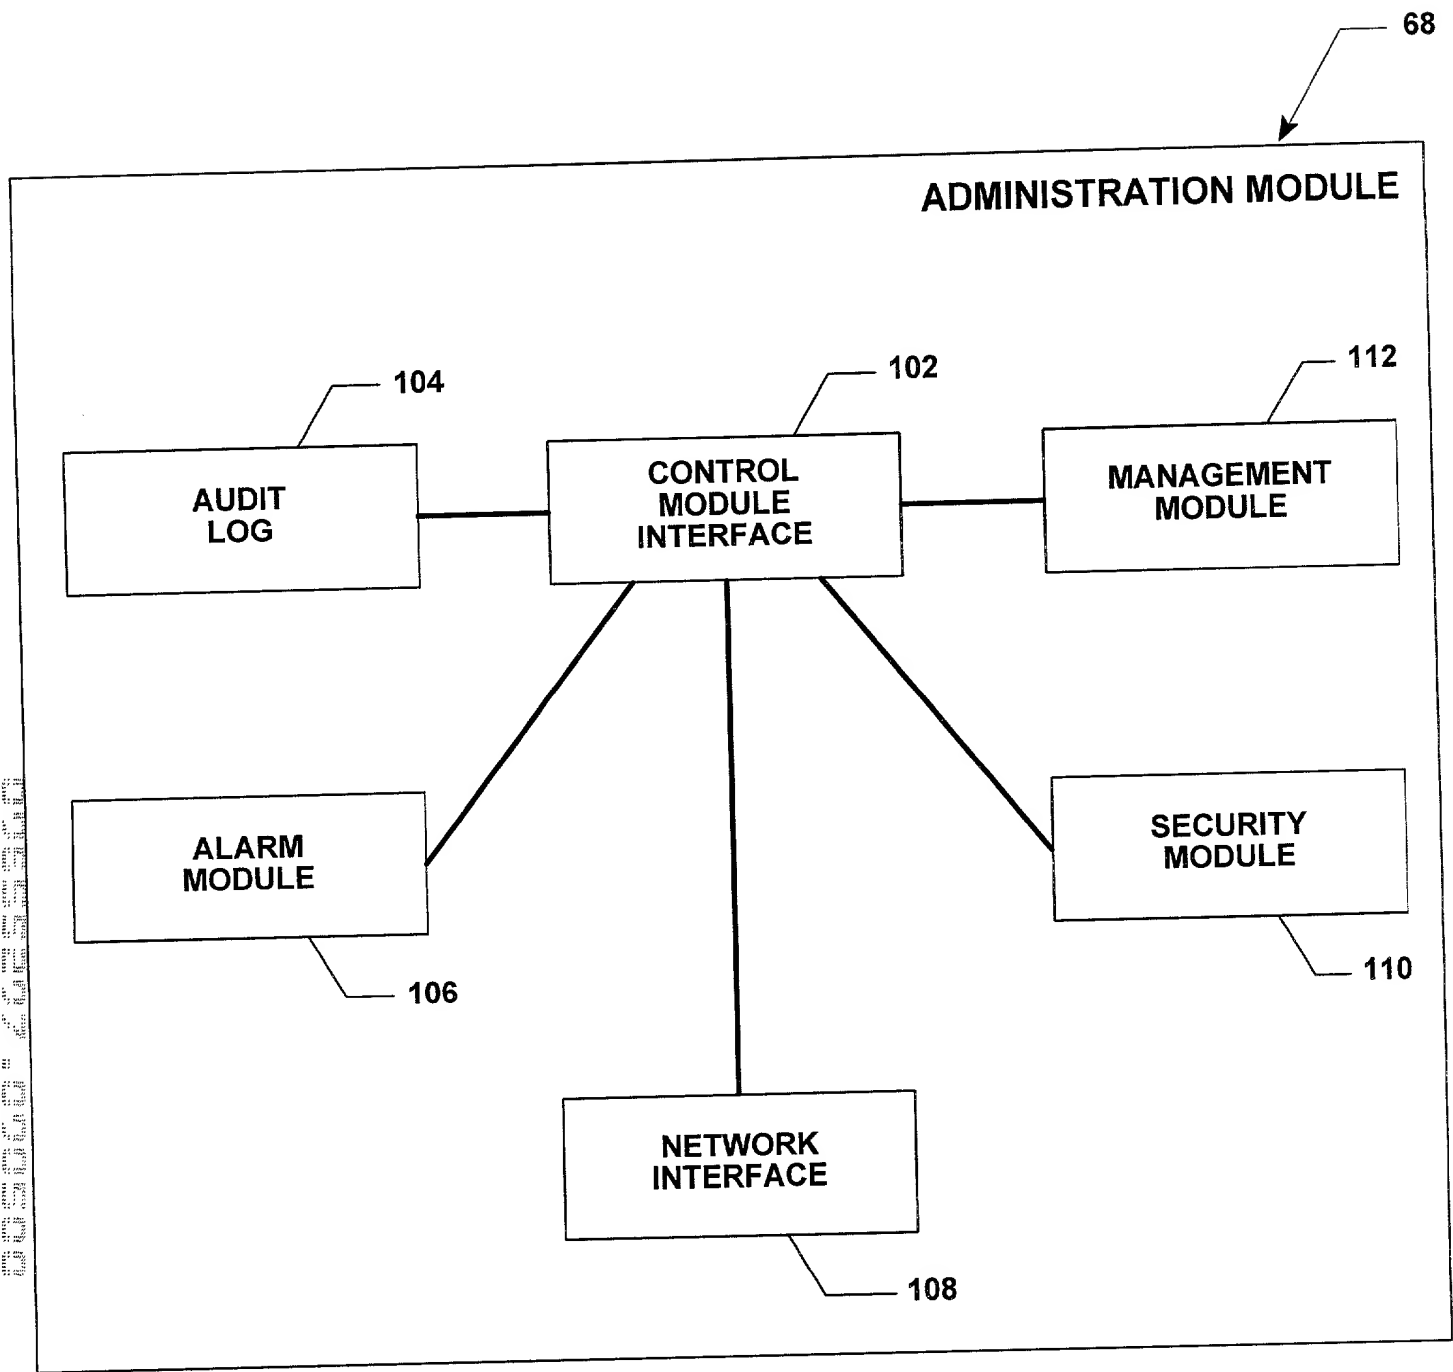 68
ADMINISTRATION MODULE
104
102
112
AUDIT
LOG
CONTROL
MODULE
INTERFACE
MANAGEMENT
MODULE
ALARM
MODULE
SECURITY
MODULE
106
110
NETWORK
INTERFACE
108